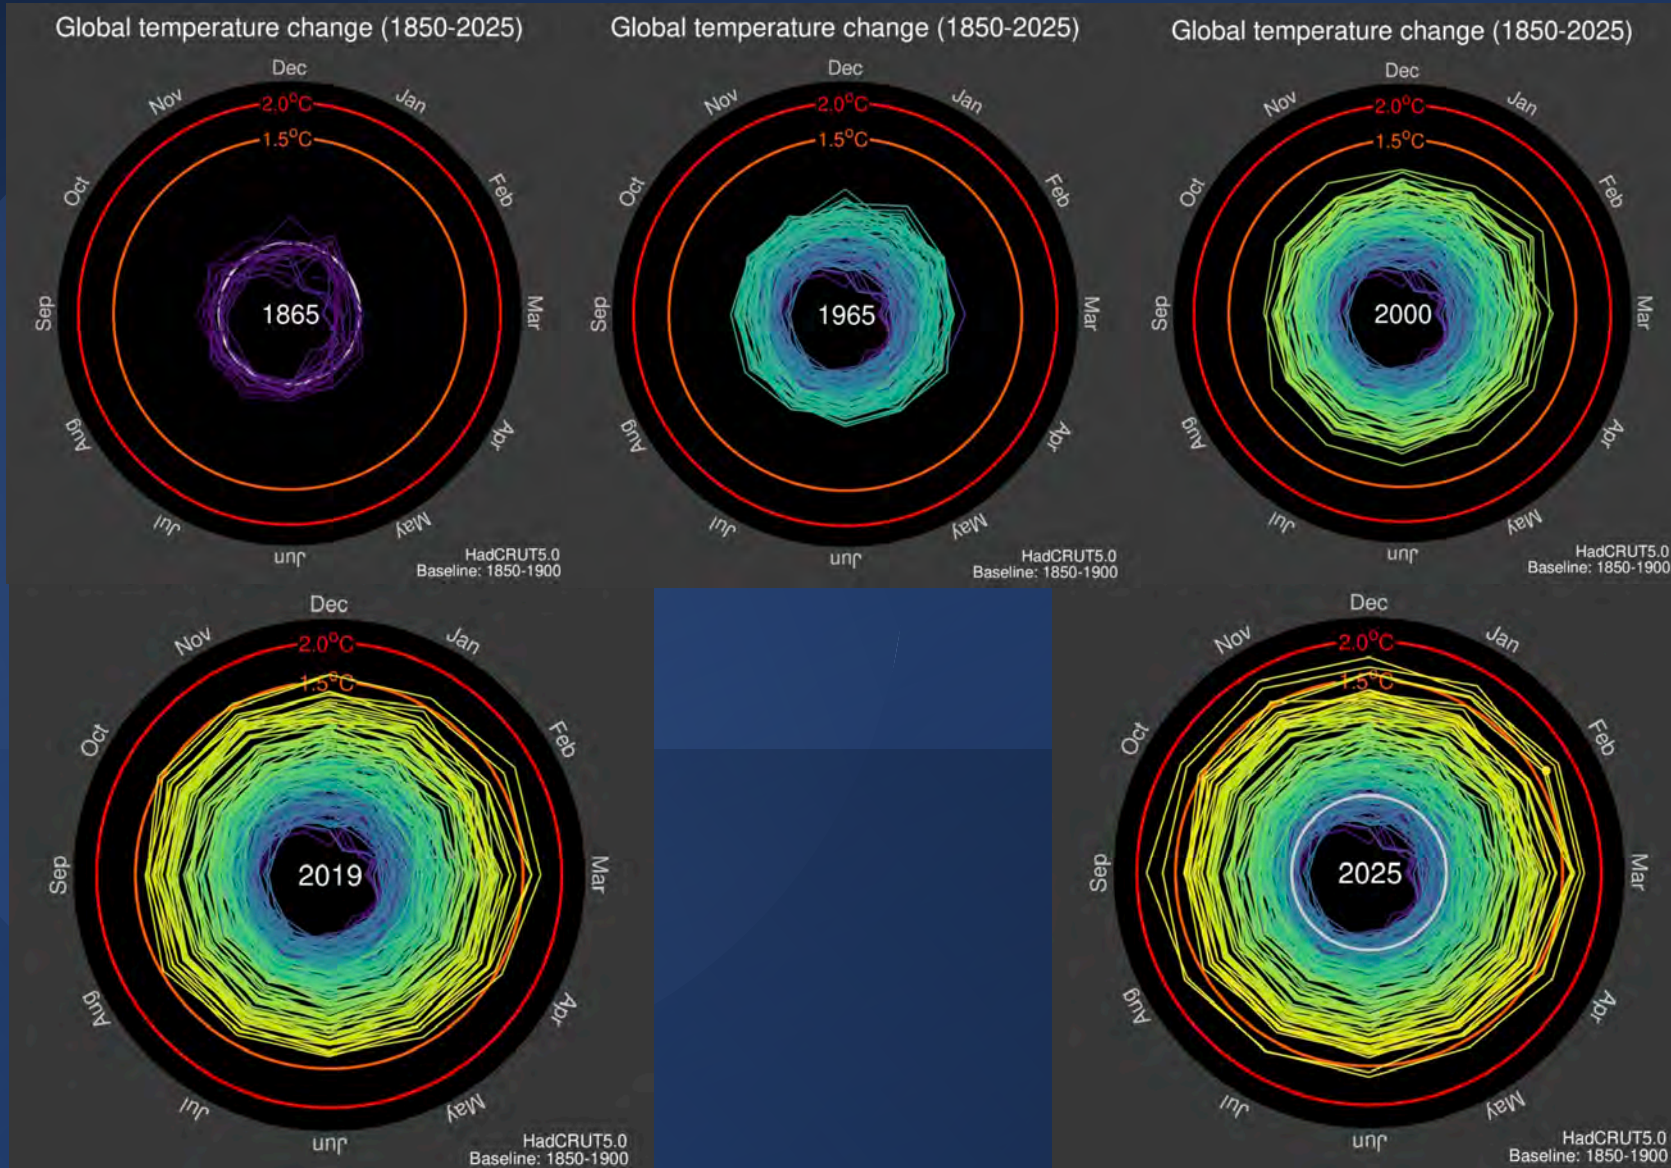 Global temperature change (1850-2025)
Dec
Nov
Jan
2.0°C
1.5°C
Oct
Feb
1865
Sep
Mar
Aug
Apr
Jul
May
Jun
HadCRUT5.0
Baseline: 1850-1900
Global temperature change (1850-2025)
Dec
Nov
Jan
2.0°C
1.5°C
Oct
Feb
1965
Sep
Mar
Aug
Apr
Jul
May
Jun
HadCRUT5.0
Baseline: 1850-1900
Global temperature change (1850-2025)
Dec
Nov
Jan
2.0°C
1.5°C
Oct
Feb
2000
Sep
Mar
Aug
Apr
Jul
May
Jun
HadCRUT5.0
Baseline: 1850-1900
Dec
Nov
Jan
2.0°C
1.5°C
Oct
Feb
2019
Sep
Mar
Aug
Apr
Jul
May
Jun
HadCRUT5.0
Baseline: 1850-1900
Dec
Nov
Jan
2.0°C
1.5°C
Oct
Feb
2025
Sep
Mar
Aug
Apr
Jul
May
Jun
HadCRUT5.0
Baseline: 1850-1900